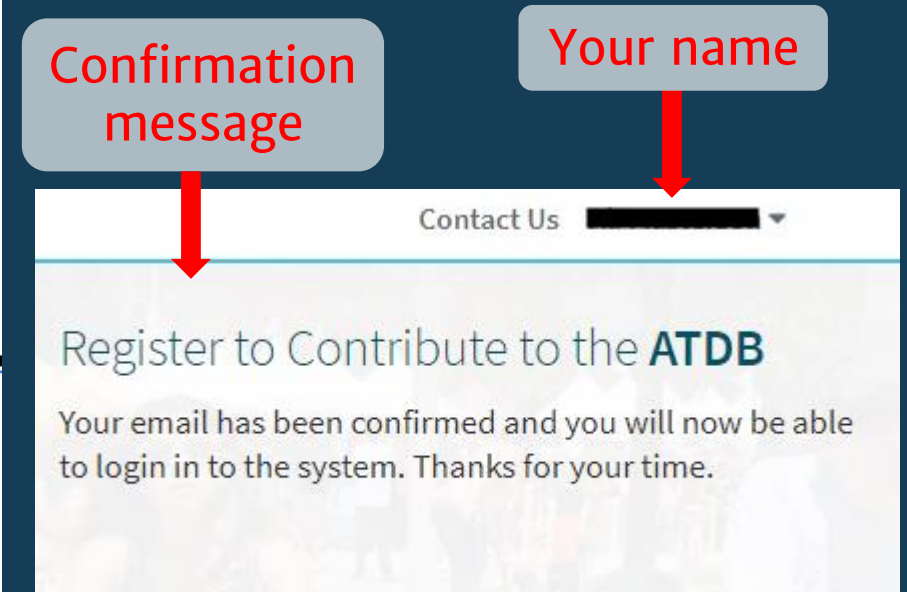 Confirmation
message
Your name
Contact Us
Register to Contribute to the ATDB
Your email has been confirmed and you will now be able
to login in to the system. Thanks for your time.